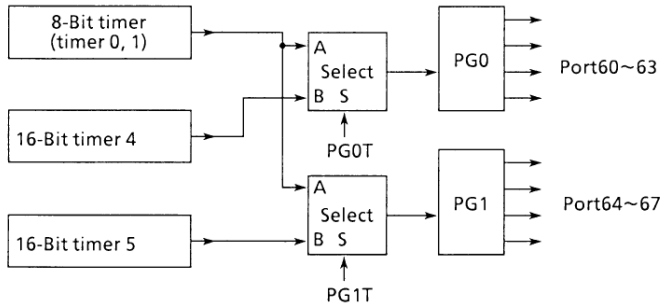 8-Bit timer
(timer 0, 1)
A
Select
B S
PG0T
PG0
Port60~63
16-Bit timer 4
A
Select
B S
PG1T
PG1
Port64~67
16-Bit timer 5